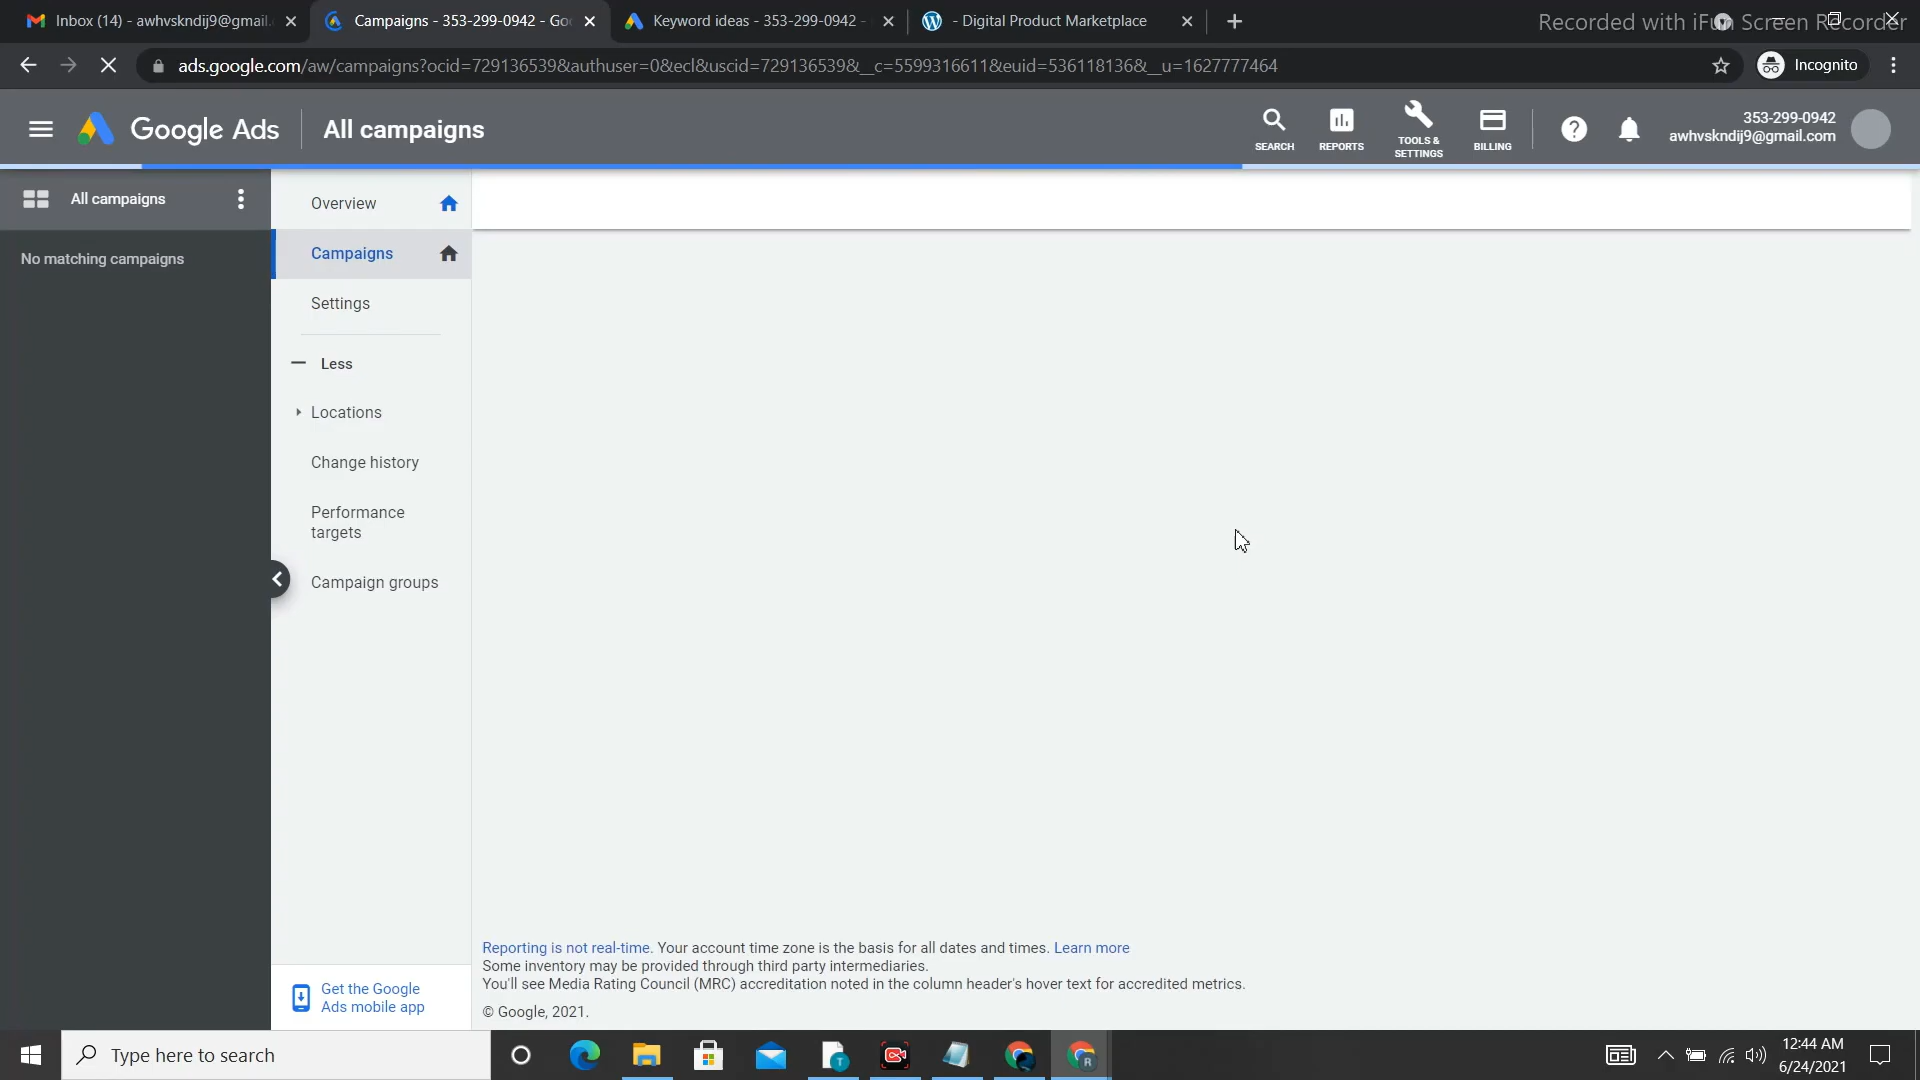 Inbox (14) - awhvskndij9@gmail.
Campaigns - 353-299-0942 - Goo
Keyword ideas - 353-299-0942 -
- Digital Product Marketplace
Recorded with iFun Screen Recorder
ads.google.com/aw/campaigns?ocid=729136539&authuser=0&ecl&uscid=729136539&__c=5599316611&euid=536118136&__u=1627777464
Incognito
Google Ads
All campaigns
SEARCH
REPORTS
TOOLS &
SETTINGS
BILLING
353-299-0942
awhvskndij9@gmail.com
All campaigns
No matching campaigns
Overview
Campaigns
Settings
Less
Locations
Change history
Performance
targets
Campaign groups
Get the Google
Ads mobile app
Reporting is not real-time. Your account time zone is the basis for all dates and times. Learn more
Some inventory may be provided through third party intermediaries.
You'll see Media Rating Council (MRC) accreditation noted in the column header's hover text for accredited metrics.
© Google, 2021.
Type here to search
12:44 AM
6/24/2021